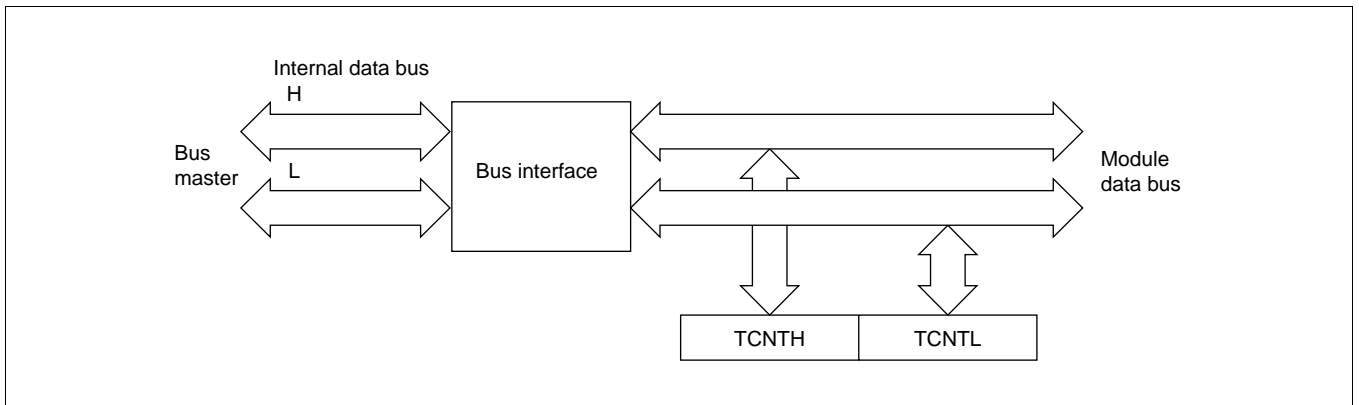 Internal data bus
H
Bus
master
L
Bus interface
Module
data bus
TCNTH
TCNTL